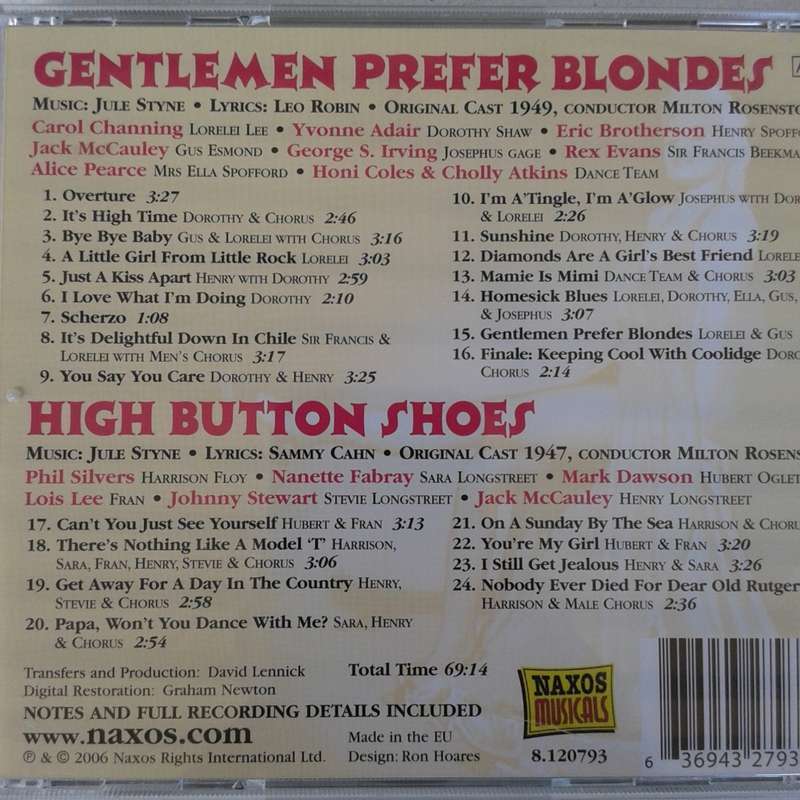 GENTLEMEN PREFER BLONDES
MUSIC: JULE STYNE • LYRICS: LEO ROBIN • ORIGINAL CAST 1949, CONDUCTOR MILTON ROSENSTO
Carol Channing LORELEI LEE • Yvonne Adair DOROTHY SHAW • Eric Brotherson HENRY SPOFFO
Jack McCauley GUS ESMOND • George S. Irving JOSEPHUS GAGE • Rex Evans SIR FRANCIS BEEKMA
Alice Pearce MRS ELLA SPOFFORD • Honi Coles & Cholly Atkins DANCE TEAM
1. Overture 3:27
2. It's High Time DOROTHY & CHORUS 2:46
3. Bye Bye Baby GUS & LORELEI WITH CHORUS 3:16
4. A Little Girl From Little Rock LORELEI 3:03
5. Just A Kiss Apart HENRY WITH DOROTHY 2:59
6. I Love What I'm Doing DOROTHY 2:10
7. Scherzo 1:08
8. It's Delightful Down In Chile SIR FRANCIS &
LORELEI WITH MEN'S CHORUS 3:17
9. You Say You Care DOROTHY & HENRY 3:25
10. I'm A'Tingle, I'm A'Glow JOSEPHUS WITH DOR
& LORELEI 2:26
11. Sunshine DOROTHY, HENRY & CHORUS 3:19
12. Diamonds Are A Girl's Best Friend LORELE
13. Mamie Is Mimi DANCE TEAM & CHORUS 3:03
14. Homesick Blues LORELEI, DOROTHY, ELLA, GUS,
& JOSEPHUS 3:07
15. Gentlemen Prefer Blondes LORELEI & GUS
16. Finale: Keeping Cool With Coolidge DORO
CHORUS 2:14
HIGH BUTTON SHOES
MUSIC: JULE STYNE • LYRICS: SAMMY CAHN • ORIGINAL CAST 1947, CONDUCTOR MILTON ROSENS
Phil Silvers HARRISON FLOY • Nanette Fabray SARA LONGSTREET • Mark Dawson HUBERT OGLET
Lois Lee FRAN • Johnny Stewart STEVIE LONGSTREET • Jack McCauley HENRY LONGSTREET
17. Can't You Just See Yourself HUBERT & FRAN 3:13
18. There's Nothing Like A Model 'T' HARRISON,
SARA, FRAN, HENRY, STEVIE & CHORUS 3:06
19. Get Away For A Day In The Country HENRY,
STEVIE & CHORUS 2:58
20. Papa, Won't You Dance With Me? SARA, HENRY
& CHORUS 2:54
21. On A Sunday By The Sea HARRISON & CHORU
22. You're My Girl HUBERT & FRAN 3:20
23. I Still Get Jealous HENRY & SARA 3:26
24. Nobody Ever Died For Dear Old Rutger
HARRISON & MALE CHORUS 2:36
Transfers and Production: David Lennick
Digital Restoration: Graham Newton
Total Time 69:14
NOTES AND FULL RECORDING DETAILS INCLUDED
www.naxos.com
℗ & © 2006 Naxos Rights International Ltd.
Made in the EU
Design: Ron Hoares
NAXOS
MUSICALS
8.120793
6 36943 2793